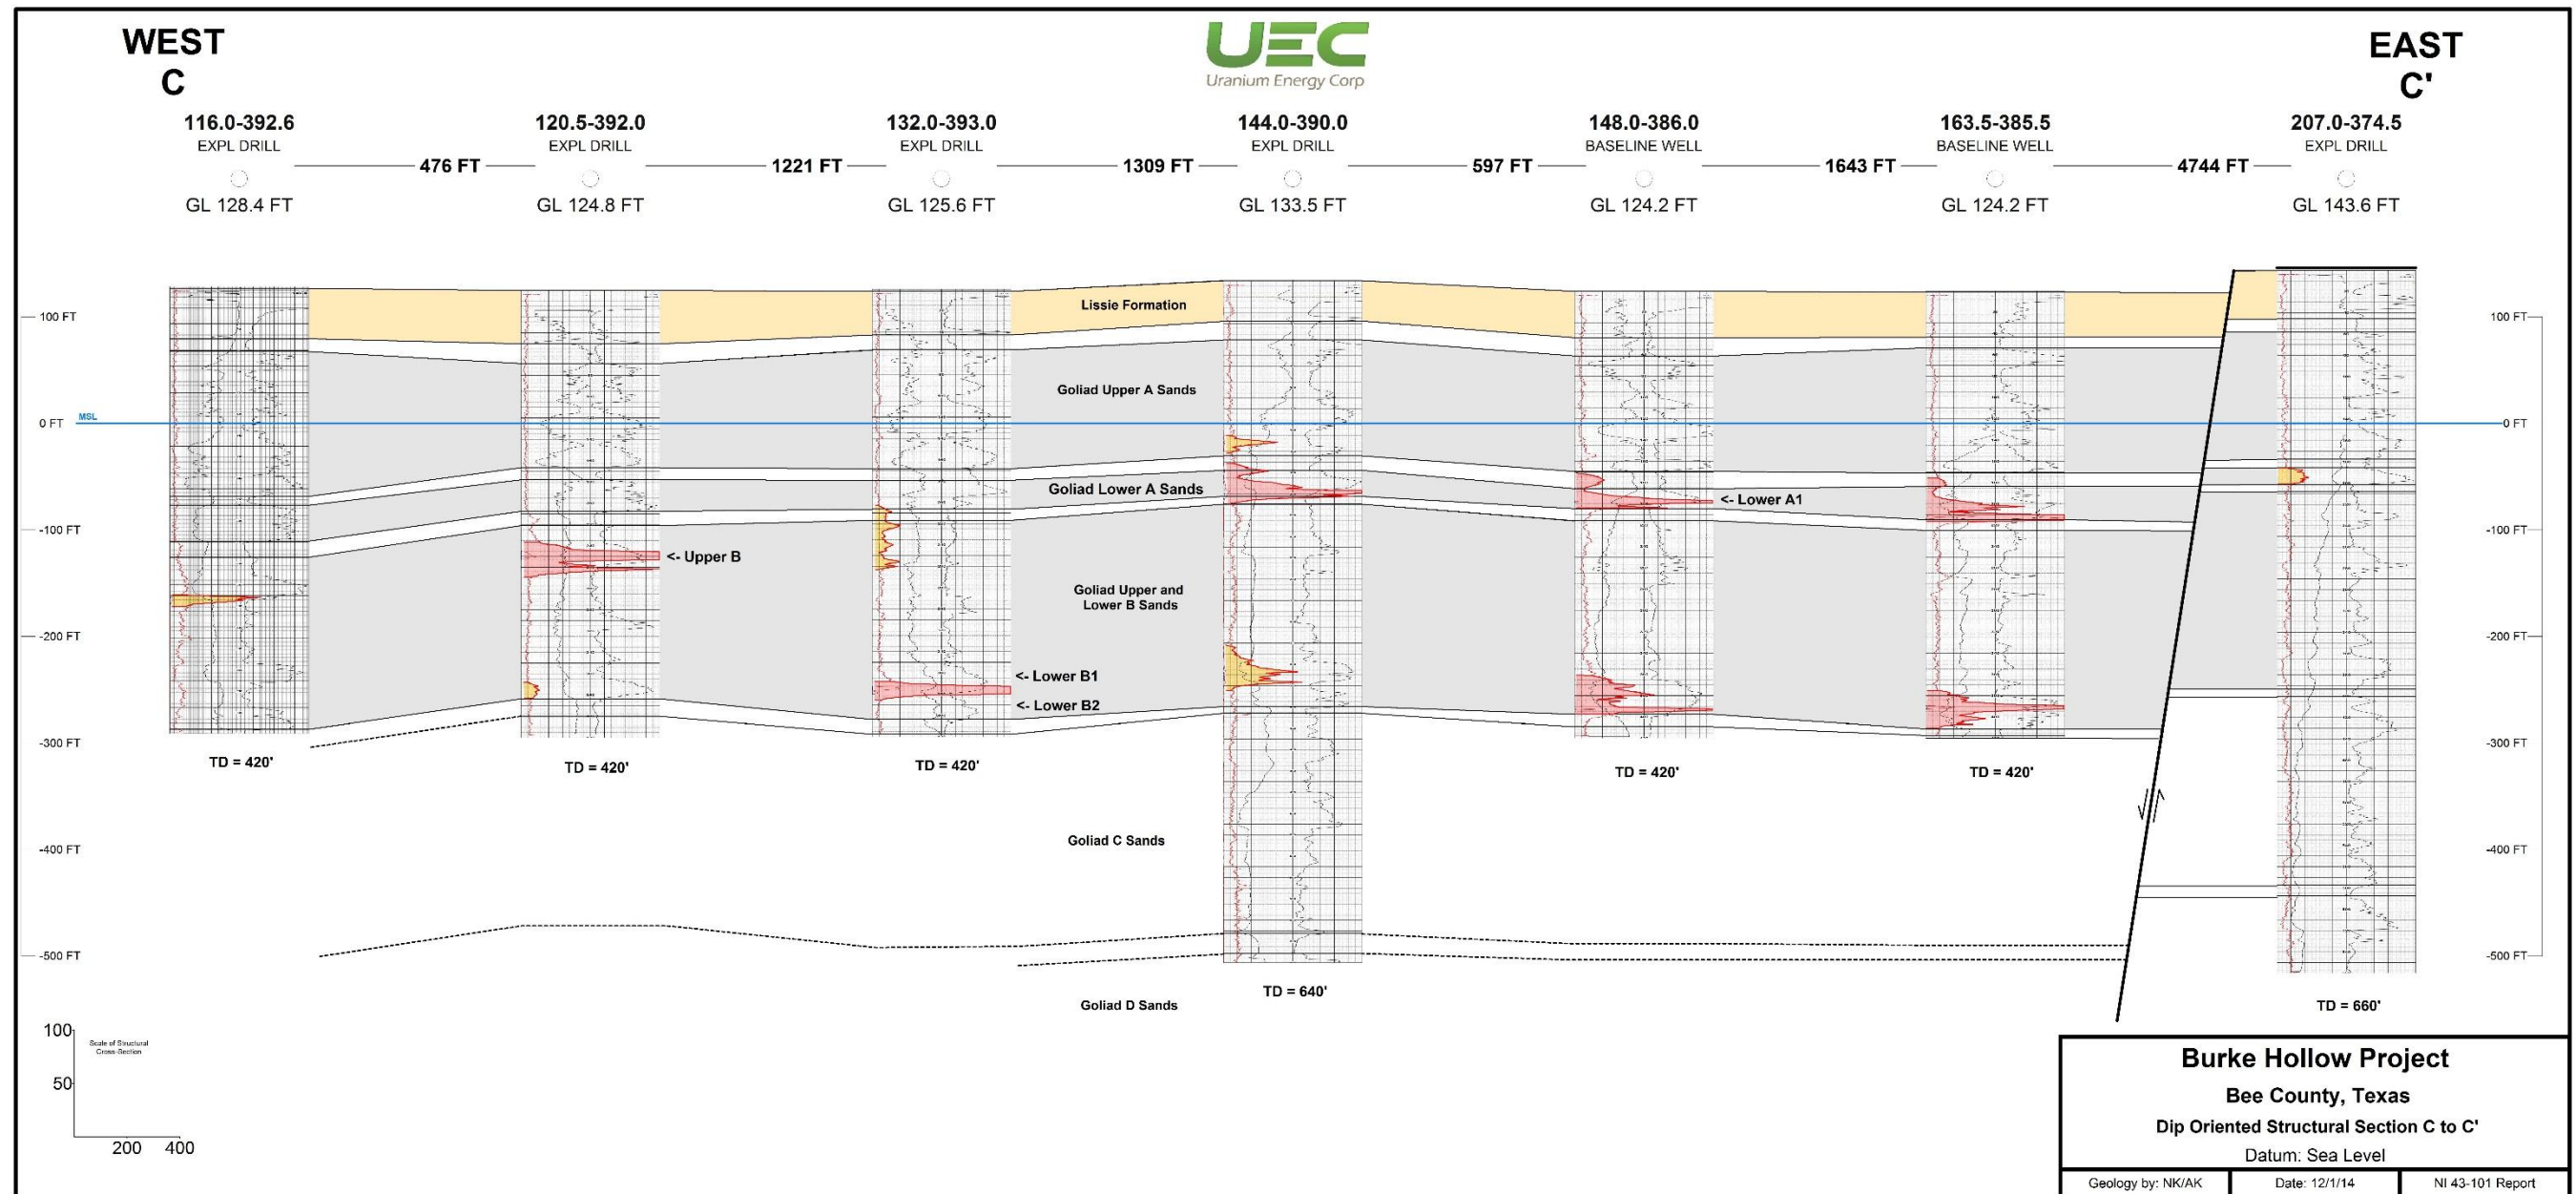 WEST
C
UEC
Uranium Energy Corp
EAST
C'
116.0-392.6
EXPL DRILL
GL 128.4 FT
476 FT
120.5-392.0
EXPL DRILL
GL 124.8 FT
1221 FT
132.0-393.0
EXPL DRILL
GL 125.6 FT
1309 FT
144.0-390.0
EXPL DRILL
GL 133.5 FT
597 FT
148.0-386.0
BASELINE WELL
GL 124.2 FT
1643 FT
163.5-385.5
BASELINE WELL
GL 124.2 FT
4744 FT
207.0-374.5
EXPL DRILL
GL 143.6 FT
100 FT
0 FT
-100 FT
-200 FT
-300 FT
-400 FT
-500 FT
MSL
Lissie Formation
Goliad Upper A Sands
Goliad Lower A Sands
<- Lower A1
<- Upper B
Goliad Upper and
Lower B Sands
<- Lower B1
<- Lower B2
Goliad C Sands
Goliad D Sands
TD = 420'
TD = 420'
TD = 420'
TD = 640'
TD = 420'
TD = 420'
TD = 660'
100 FT
0 FT
-100 FT
-200 FT
-300 FT
-400 FT
-500 FT
100
50
200 400
Scale of Structural
Cross-Section
Burke Hollow Project
Bee County, Texas
Dip Oriented Structural Section C to C'
Datum: Sea Level
Geology by: NK/AK
Date: 12/1/14
NI 43-101 Report